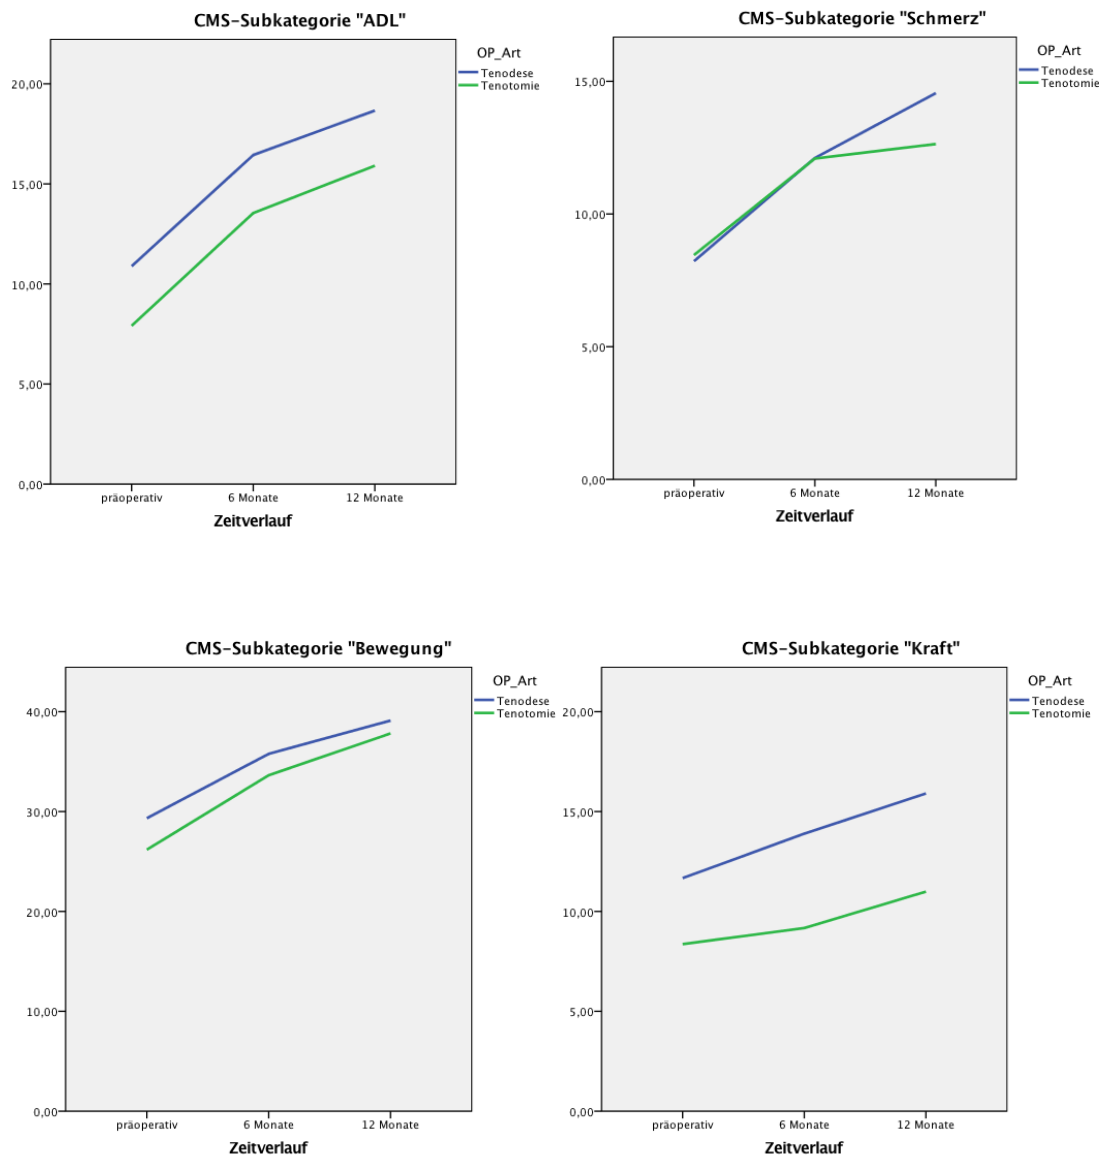 CMS-Subkategorie "ADL"
OP_Art
Tenodese
Tenotomie
20,00
15,00
10,00
5,00
0,00
präoperativ 6 Monate 12 Monate
Zeitverlauf
CMS-Subkategorie "Schmerz"
OP_Art
Tenodese
Tenotomie
15,00
10,00
5,00
0,00
präoperativ 6 Monate 12 Monate
Zeitverlauf
CMS-Subkategorie "Bewegung"
OP_Art
Tenodese
Tenotomie
40,00
30,00
20,00
10,00
0,00
präoperativ 6 Monate 12 Monate
Zeitverlauf
CMS-Subkategorie "Kraft"
OP_Art
Tenodese
Tenotomie
20,00
15,00
10,00
5,00
0,00
präoperativ 6 Monate 12 Monate
Zeitverlauf